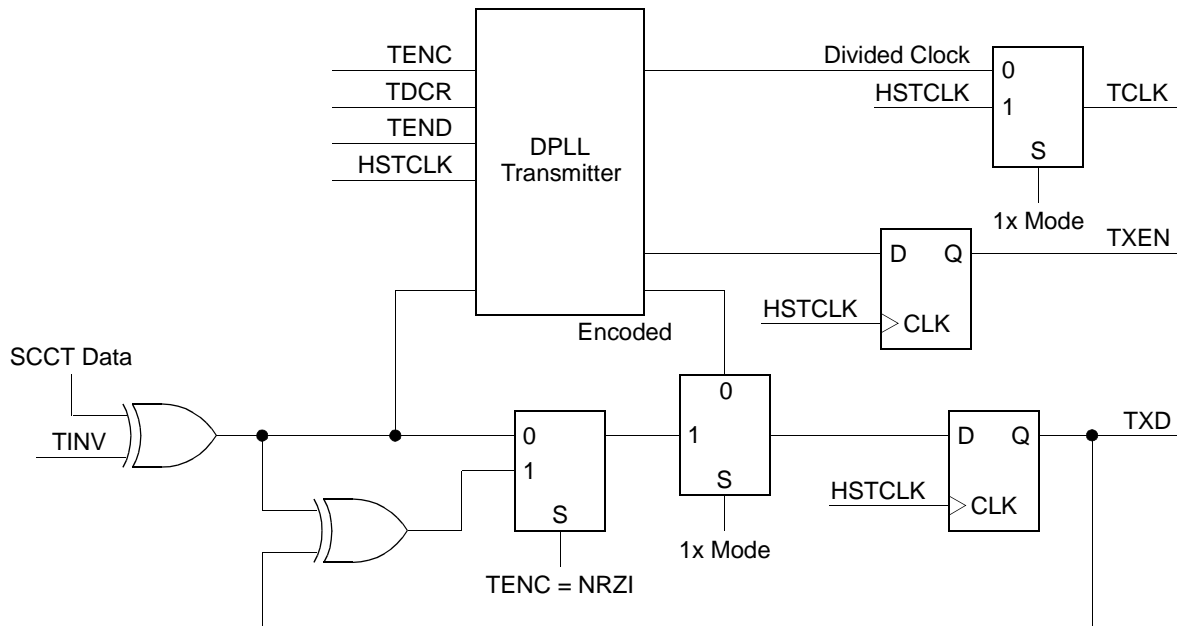 TENC
TDCR
TEND
HSTCLK
DPLL
Transmitter
Divided Clock
HSTCLK
0
1
S
TCLK
1x Mode
TXEN
D Q
HSTCLK
CLK
Encoded
SCCT Data
TINV
0
1
S
TENC = NRZI
0
1
S
1x Mode
D Q
HSTCLK
CLK
TXD